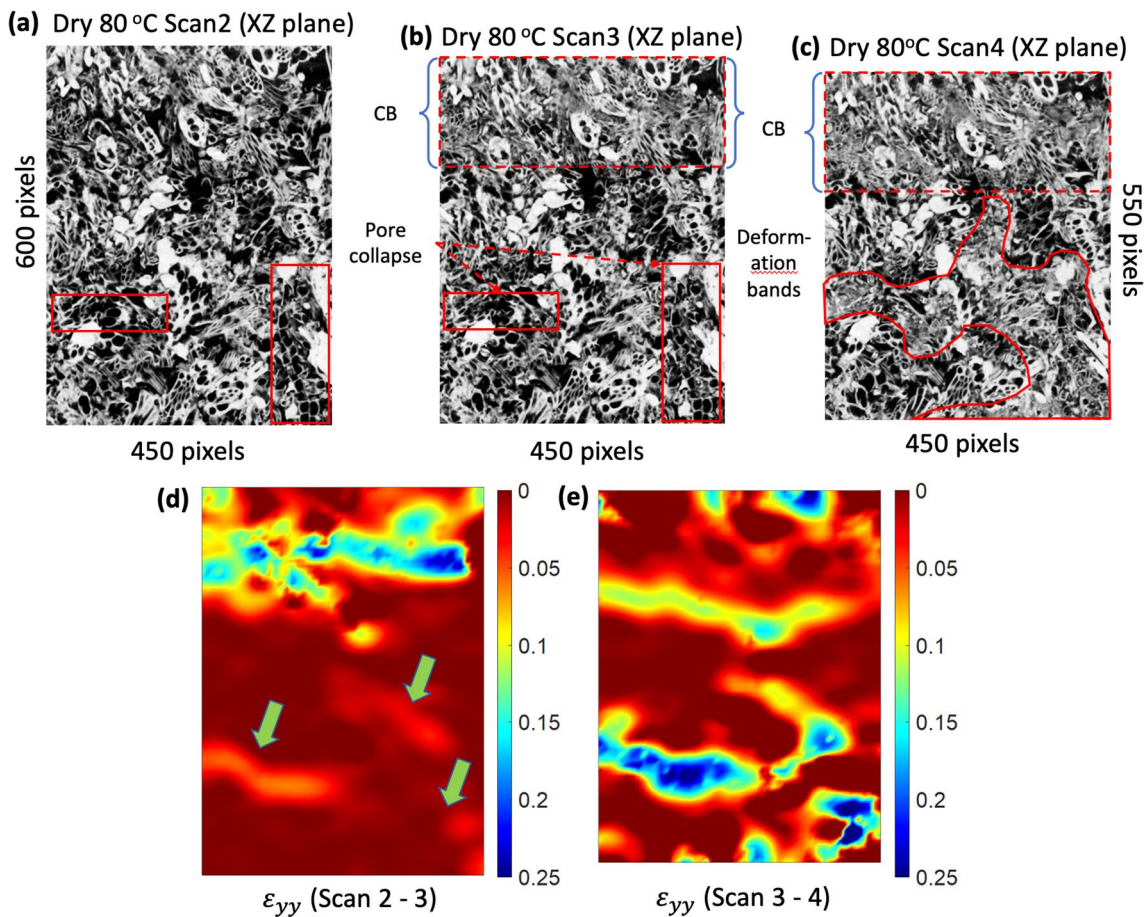 (a) Dry 80 °C Scan2 (XZ plane)
(b) Dry 80 °C Scan3 (XZ plane)
(c) Dry 80°C Scan4 (XZ plane)
CB
CB
600 pixels
Pore
collapse
Deform-
ation
bands
550 pixels
450 pixels
450 pixels
450 pixels
(d)
0
0.05
0.1
0.15
0.2
0.25
(e)
0
0.05
0.1
0.15
0.2
0.25
εyy (Scan 2 - 3)
εyy (Scan 3 - 4)